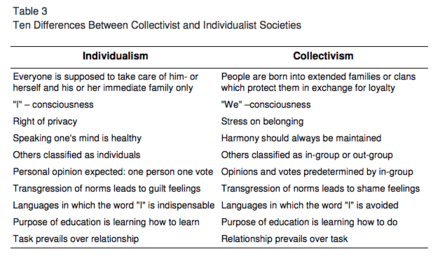 Table 3
Ten Differences Between Collectivist and Individualist Societies
Individualism Collectivism
Everyone is supposed to take care of him- or People are born into extended families or clans
herself and his or her immediate family only which protect them in exchange for loyalty
"I" – consciousness "We" –consciousness
Right of privacy Stress on belonging
Speaking one's mind is healthy Harmony should always be maintained
Others classified as individuals Others classified as in-group or out-group
Personal opinion expected: one person one vote Opinions and votes predetermined by in-group
Transgression of norms leads to guilt feelings Transgression of norms leads to shame feelings
Languages in which the word "I" is indispensable Languages in which the word "I" is avoided
Purpose of education is learning how to learn Purpose of education is learning how to do
Task prevails over relationship Relationship prevails over task